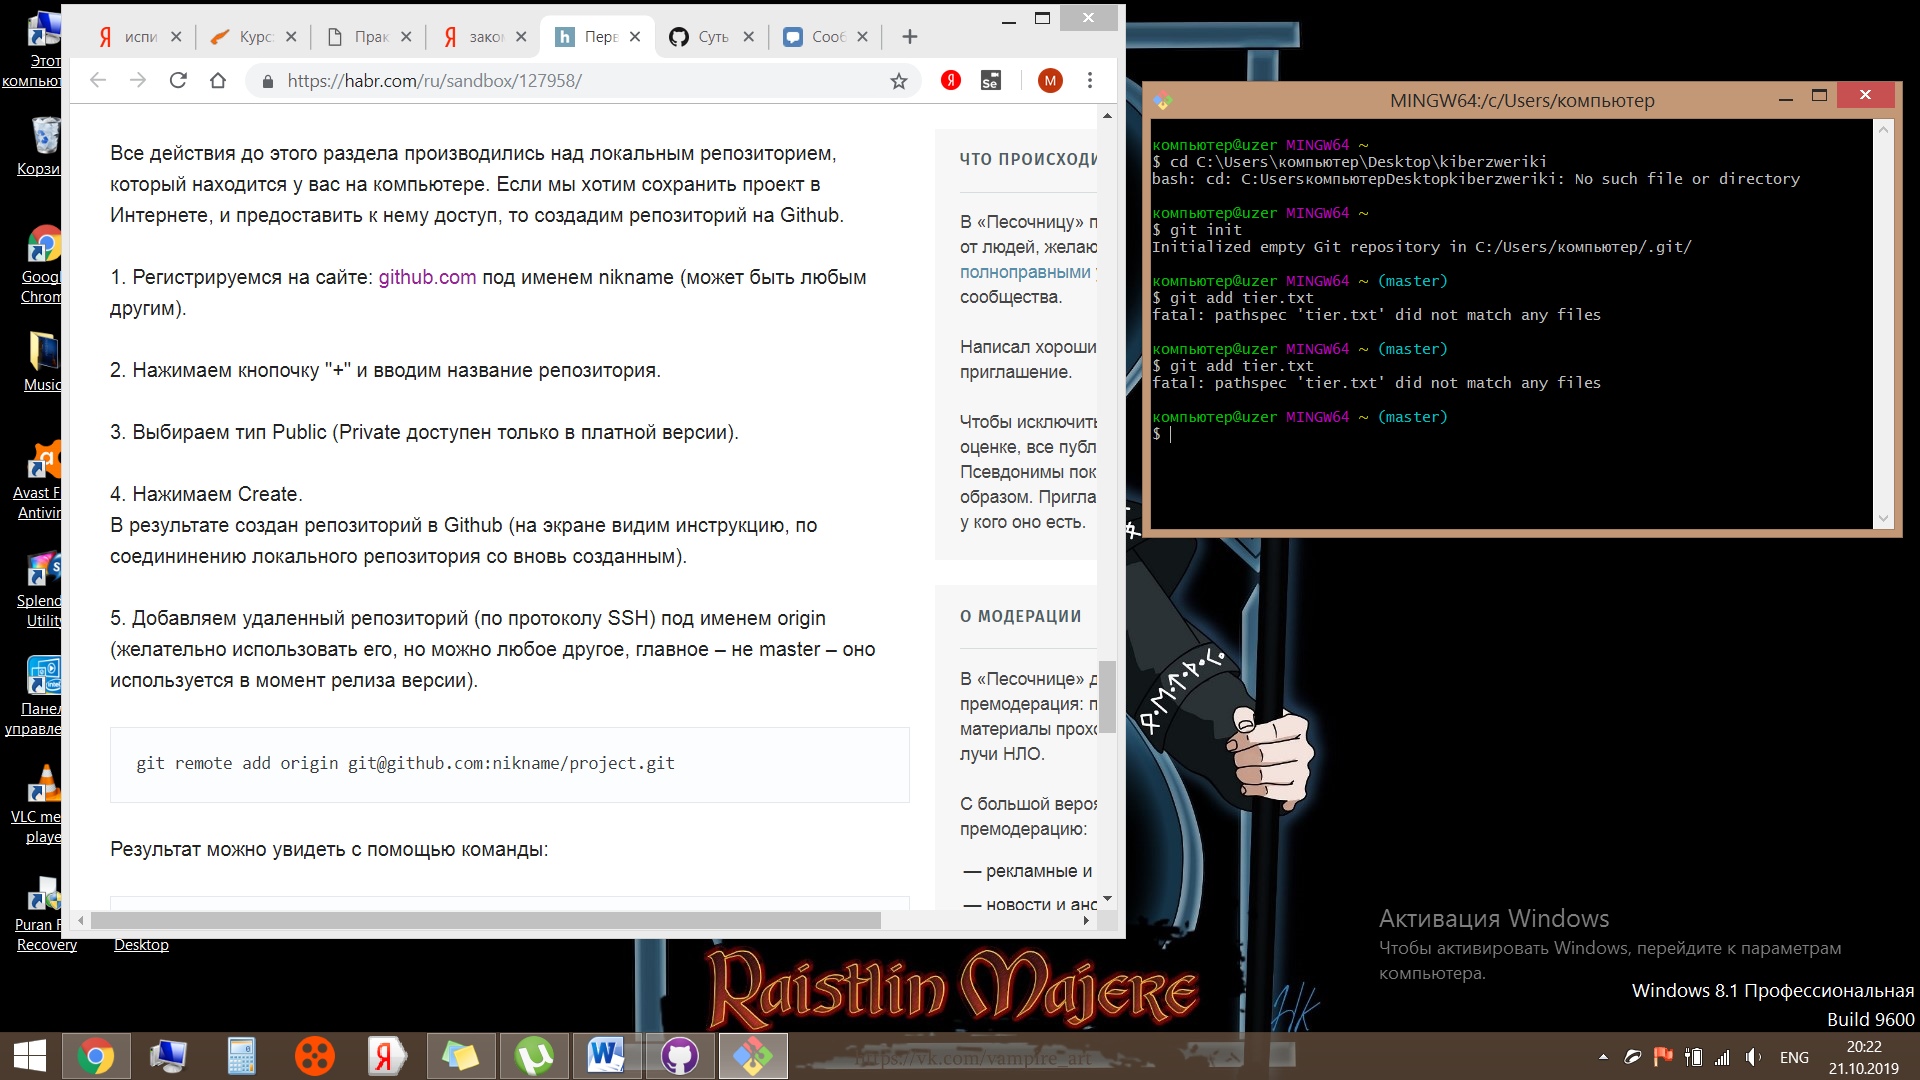 испи
Курс
Прак
зако
Перв
Суть
Сооб
https://habr.com/ru/sandbox/127958/
Se
M
Все действия до этого раздела производились над локальным репозиторием,
который находится у вас на компьютере. Если мы хотим сохранить проект в
Интернете, и предоставить к нему доступ, то создадим репозиторий на Github.
1. Регистрируемся на сайте: github.com под именем nikname (может быть любым
другим).
2. Нажимаем кнопочку "+" и вводим название репозитория.
3. Выбираем тип Public (Private доступен только в платной версии).
4. Нажимаем Create.
В результате создан репозиторий в Github (на экране видим инструкцию, по
соедининению локального репозитория со вновь созданным).
5. Добавляем удаленный репозиторий (по протоколу SSH) под именем origin
(желательно использовать его, но можно любое другое, главное – не master – оно
используется в момент релиза версии).
git remote add origin git@github.com:nikname/project.git
Результат можно увидеть с помощью команды:
ЧТО ПРОИСХОДИ
В «Песочницу» п
от людей, желаю
полноправными
сообщества.
Написал хороши
приглашение.
Чтобы исключить
оценке, все публ
Псевдонимы пок
образом. Пригла
у кого оно есть.
О МОДЕРАЦИИ
В «Песочнице» д
премодерация: п
материалы прохо
лучи НЛО.
С большой вероя
премодерацию:
— рекламные и
— новости и ано
MINGW64:/c/Users/компьютер
компьютер@uzer MINGW64 ~
$ cd C:\Users\компьютер\Desktop\kiberzweriki
bash: cd: C:UsersкомпьютерDesktopkiberzweriki: No such file or directory
компьютер@uzer MINGW64 ~
$ git init
Initialized empty Git repository in C:/Users/компьютер/.git/
компьютер@uzer MINGW64 ~ (master)
$ git add tier.txt
fatal: pathspec 'tier.txt' did not match any files
компьютер@uzer MINGW64 ~ (master)
$ git add tier.txt
fatal: pathspec 'tier.txt' did not match any files
компьютер@uzer MINGW64 ~ (master)
$
Этот
компьют
Корзи
Googl
Chrom
Music
Avast F
Antivir
Splend
Utility
Панел
управле
VLC me
playe
Puran F
Recovery
Desktop
Raistlin Majere
https://vk.com/vampire_art
Активация Windows
Чтобы активировать Windows, перейдите к параметрам
компьютера.
Windows 8.1 Профессиональная
Build 9600
ENG
20:22
21.10.2019